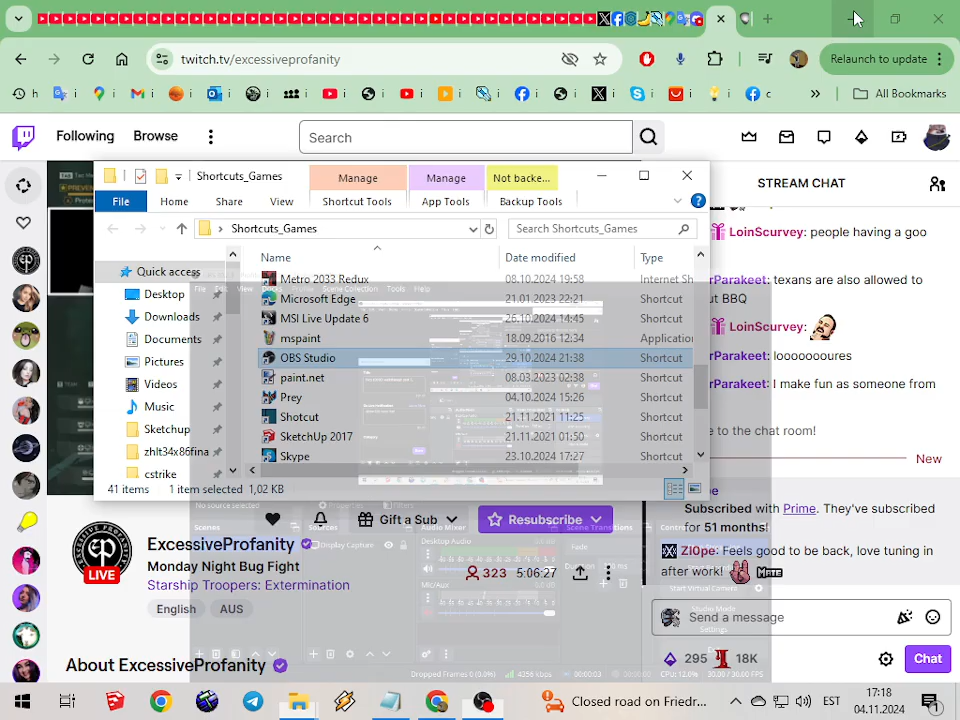 twitch.tv/excessiveprofanity
Relaunch to update
All Bookmarks
Following
Browse
Search
STREAM CHAT
Shortcuts_Games
Manage
Manage
Not backe...
File
Home
Share
View
Shortcut Tools
App Tools
Backup Tools
Shortcuts_Games
Search Shortcuts_Games
Name
Date modified
Type
Quick access
Desktop
Downloads
Documents
Pictures
Videos
Music
Sketchup
zhlt34x86fina
cstrike
Metro 2033 Redux
08.10.2024 19:58
Internet Sh
Microsoft Edge
21.01.2023 22:21
Shortcut
MSI Live Update 6
26.10.2024 14:45
Shortcut
mspaint
18.09.2016 12:34
Applicatio
OBS Studio
29.10.2024 21:38
Shortcut
paint.net
08.03.2023 02:38
Shortcut
Prey
04.10.2024 15:26
Shortcut
Shotcut
21.11.2021 11:25
Shortcut
SketchUp 2017
21.11.2024 01:50
Shortcut
Skype
23.10.2024 17:27
Shortcut
41 items
1 item selected 1,02 KB
LoinScurvey: people having a goo
rParakeet: texans are also allowed to
ut BBQ
LoinScurvey:
rParakeet: looooooures
rParakeet: I make fun as someone from
e to the chat room!
New
Subscribed with Prime. They've subscribed
for 51 months!
Zi0pe: Feels good to be back, love tuning in
after work!
Send a message
295
18K
Chat
Gift a Sub
Resubscribe
ExcessiveProfanity
LIVE
Monday Night Bug Fight
Starship Troopers: Extermination
323
5:06:27
English
AUS
About ExcessiveProfanity
Closed road on Friedr...
EST
17:18
04.11.2024